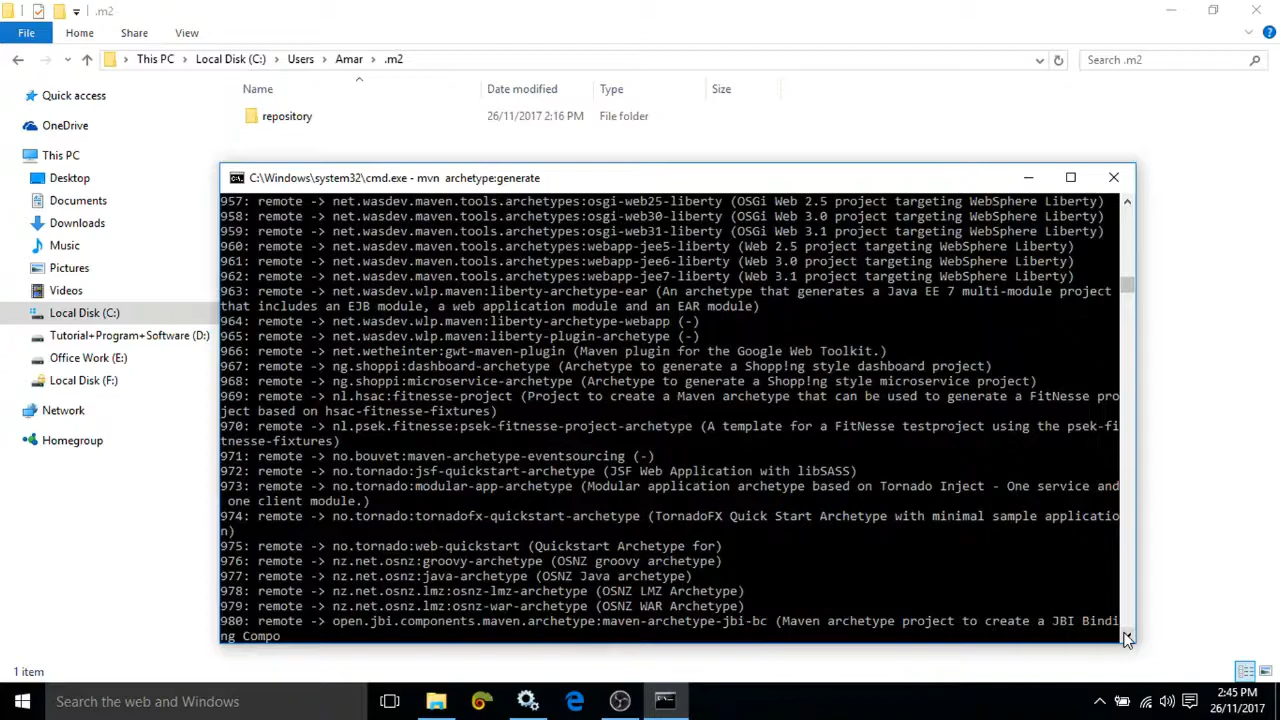 .m2
File Home Share View
This PC Local Disk (C:) Users Amar .m2
Search .m2
Name Date modified Type Size
repository 26/11/2017 2:16 PM File folder
Quick access
OneDrive
This PC
Desktop
Documents
Downloads
Music
Pictures
Videos
Local Disk (C:)
Tutorial+Program+Software (D:)
Office Work (E:)
Local Disk (F:)
Network
Homegroup
C:\Windows\system32\cmd.exe - mvn archetype:generate
957: remote -> net.wasdev.maven.tools.archetypes:osgi-web25-liberty (OSGi Web 2.5 project targeting WebSphere Liberty)
958: remote -> net.wasdev.maven.tools.archetypes:osgi-web30-liberty (OSGi Web 3.0 project targeting WebSphere Liberty)
959: remote -> net.wasdev.maven.tools.archetypes:osgi-web31-liberty (OSGi Web 3.1 project targeting WebSphere Liberty)
960: remote -> net.wasdev.maven.tools.archetypes:webapp-jee5-liberty (Web 2.5 project targeting WebSphere Liberty)
961: remote -> net.wasdev.maven.tools.archetypes:webapp-jee6-liberty (Web 3.0 project targeting WebSphere Liberty)
962: remote -> net.wasdev.maven.tools.archetypes:webapp-jee7-liberty (Web 3.1 project targeting WebSphere Liberty)
963: remote -> net.wasdev.wlp.maven:liberty-archetype-ear (An archetype that generates a Java EE 7 multi-module project
that includes an EJB module, a web application module and an EAR module)
964: remote -> net.wasdev.wlp.maven:liberty-archetype-webapp (-)
965: remote -> net.wasdev.wlp.maven:liberty-plugin-archetype (-)
966: remote -> net.wetheinter:gwt-maven-plugin (Maven plugin for the Google Web Toolkit.)
967: remote -> ng.shoppi:dashboard-archetype (Archetype to generate a Shopp!ng style dashboard project)
968: remote -> ng.shoppi:microservice-archetype (Archetype to generate a Shopp!ng style microservice project)
969: remote -> nl.hsac:fitnesse-project (Project to create a Maven archetype that can be used to generate a FitNesse pro
ject based on hsac-fitnesse-fixtures)
970: remote -> nl.psek.fitnesse:psek-fitnesse-project-archetype (A template for a FitNesse testproject using the psek-fi
tnesse-fixtures)
971: remote -> no.bouvet:maven-archetype-eventsourcing (-)
972: remote -> no.tornado:jsf-quickstart-archetype (JSF Web Application with libSASS)
973: remote -> no.tornado:modular-app-archetype (Modular application archetype based on Tornado Inject - One service and
one client module.)
974: remote -> no.tornado:tornadofx-quickstart-archetype (TornadoFX Quick Start Archetype with minimal sample applicatio
n)
975: remote -> no.tornado:web-quickstart (Quickstart Archetype for)
976: remote -> nz.net.osnz:groovy-archetype (OSNZ groovy archetype)
977: remote -> nz.net.osnz:java-archetype (OSNZ Java archetype)
978: remote -> nz.net.osnz.lmz:osnz-lmz-archetype (OSNZ LMZ Archetype)
979: remote -> nz.net.osnz.lmz:osnz-war-archetype (OSNZ WAR Archetype)
980: remote -> open.jbi.components.maven.archetype:maven-archetype-jbi-bc (Maven archetype project to create a JBI Bindi
ng Compo
1 item
Search the web and Windows
2:45 PM
26/11/2017